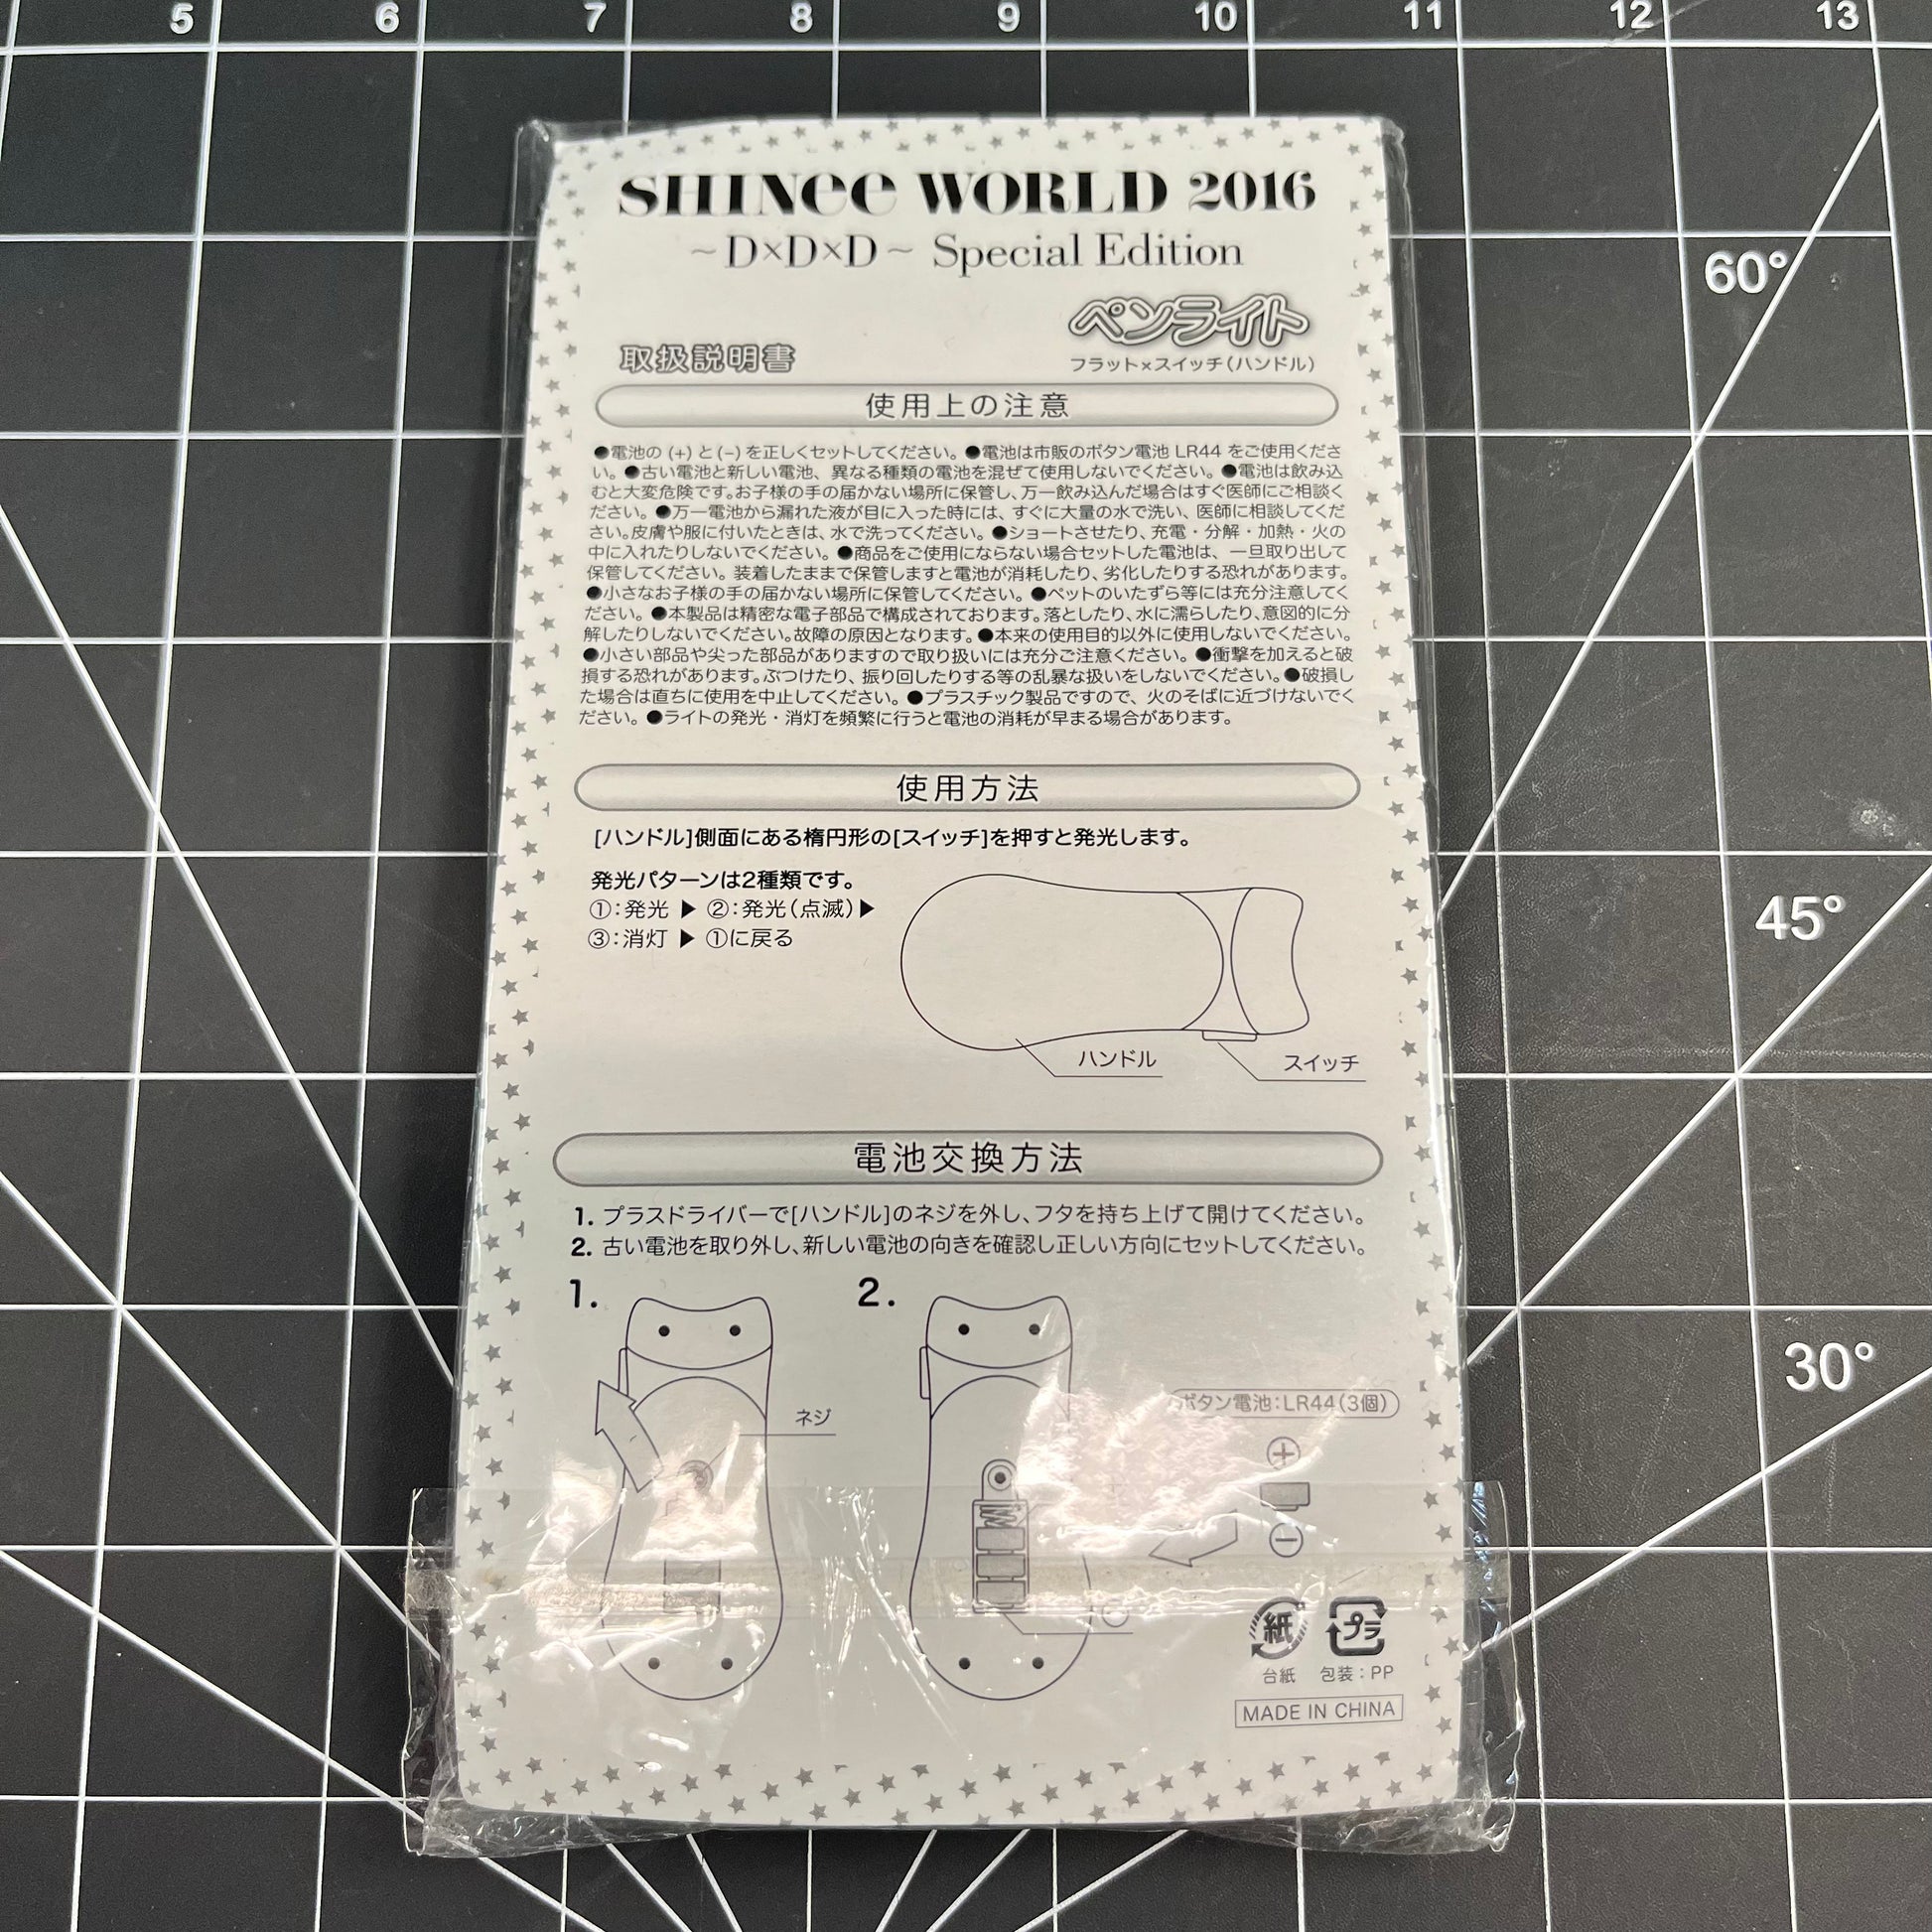 5 6 7 8 9 10 11 12 13
SHINee WORLD 2016
～D×D×D～ Special Edition
ペンライト
取扱説明書
フラット×スイッチ(ハンドル)
使用上の注意
●電池の (+) と (−) を正しくセットしてください。●電池は市販のボタン電池 LR44 をご使用くださ
い。●古い電池と新しい電池、異なる種類の電池を混ぜて使用しないでください。●電池は飲み込
むと大変危険です。お子様の手の届かない場所に保管し、万一飲み込んだ場合はすぐ医師にご相談く
ださい。●万一電池から漏れた液が目に入った時には、すぐに大量の水で洗い、医師に相談してくだ
さい。皮膚や服に付いたときは、水で洗ってください。●ショートさせたり、充電・分解・加熱・火の
中に入れたりしないでください。●商品をご使用にならない場合セットした電池は、一旦取り出して
保管してください。装着したままで保管しますと電池が消耗したり、劣化したりする恐れがあります。
●小さなお子様の手の届かない場所に保管してください。●ペットのいたずら等には充分注意してく
ださい。●本製品は精密な電子部品で構成されております。落としたり、水に濡らしたり、意図的に分
解したりしないでください。故障の原因となります。●本来の使用目的以外に使用しないでください。
●小さい部品や尖った部品がありますので取り扱いには充分ご注意ください。●衝撃を加えると破
損する恐れがあります。ぶつけたり、振り回したりする等の乱暴な扱いをしないでください。●破損し
た場合は直ちに使用を中止してください。●プラスチック製品ですので、火のそばに近づけないでく
ださい。●ライトの発光・消灯を頻繁に行うと電池の消耗が早まる場合があります。
使用方法
[ハンドル]側面にある楕円形の[スイッチ]を押すと発光します。
発光パターンは2種類です。
①:発光 ▶ ②:発光(点滅)▶
③:消灯 ▶ ①に戻る
ハンドル
スイッチ
電池交換方法
1. プラスドライバーで[ハンドル]のネジを外し、フタを持ち上げて開けてください。
2. 古い電池を取り外し、新しい電池の向きを確認し正しい方向にセットしてください。
1.
2.
ネジ
ボタン電池:LR44(3個)
⊕
⊖
紙
プラ
台紙
包装:PP
MADE IN CHINA
60°
45°
30°